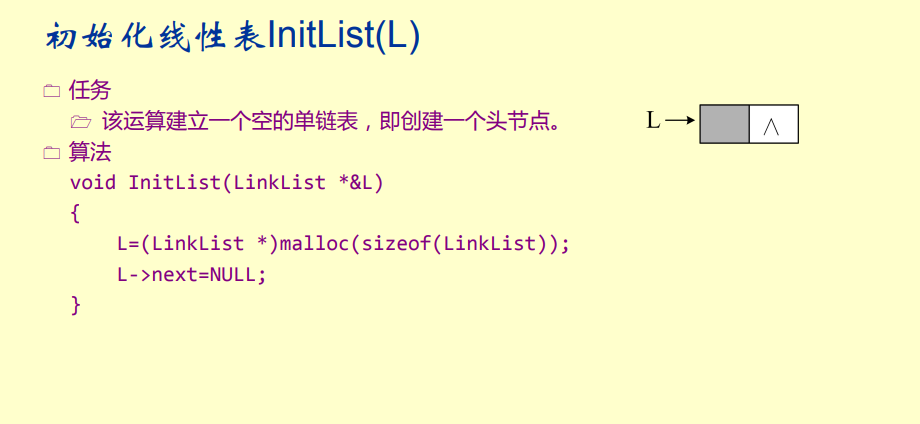 初始化线性表InitList(L)
任务
该运算建立一个空的单链表，即创建一个头节点。
L
∧
算法
void InitList(LinkList *&L)
{
L=(LinkList *)malloc(sizeof(LinkList));
L->next=NULL;
}